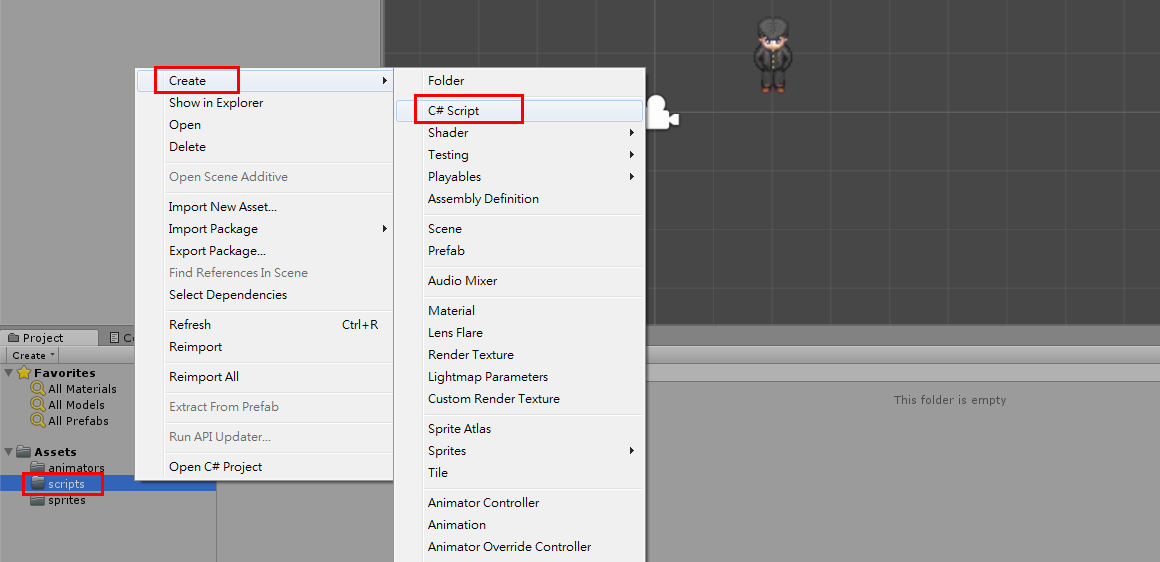 Create
Show in Explorer
Open
Delete
Open Scene Additive
Import New Asset...
Import Package
Export Package...
Find References In Scene
Select Dependencies
Refresh Ctrl+R
Reimport
Reimport All
Extract From Prefab
Run API Updater...
Open C# Project
Folder
C# Script
Shader
Testing
Playables
Assembly Definition
Scene
Prefab
Audio Mixer
Material
Lens Flare
Render Texture
Lightmap Parameters
Custom Render Texture
Sprite Atlas
Sprites
Tile
Animator Controller
Animation
Animator Override Controller
Project
Create
Favorites
All Materials
All Models
All Prefabs
Assets
animators
scripts
sprites
This folder is empty